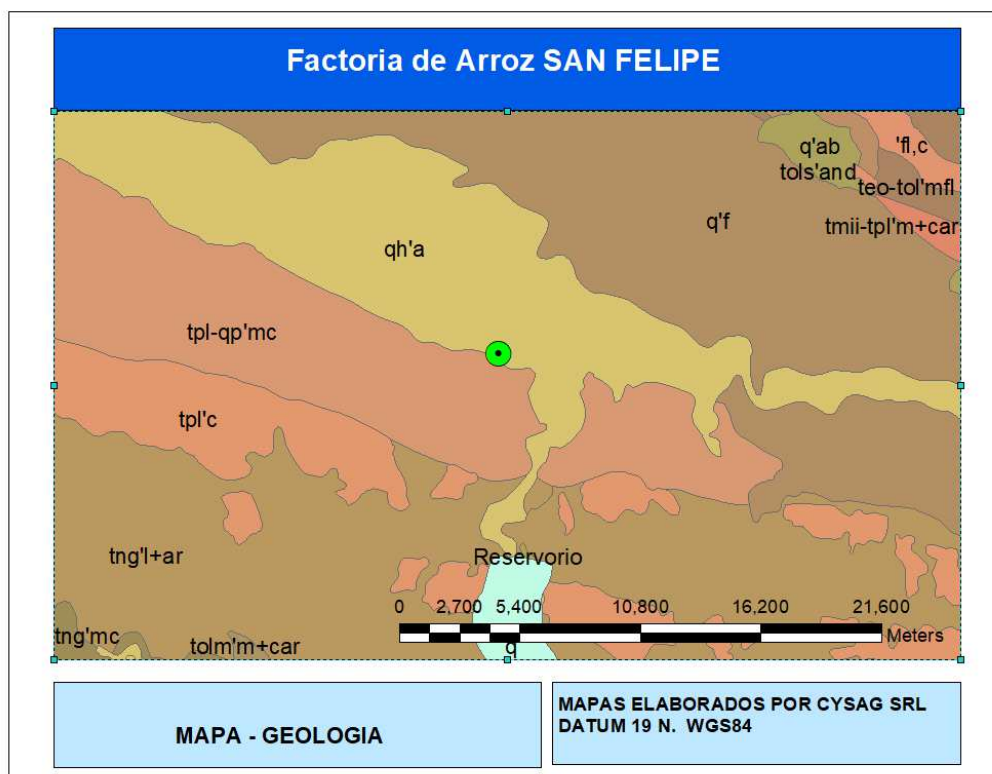 Factoria de Arroz SAN FELIPE
q'ab
'fl,c
tols'and
teo-tol'mfl
q'f
tmii-tpl'm+car
qh'a
tpl-qp'mc
tpl'c
tng'l+ar
Reservorio
0 2,700 5,400 10,800 16,200 21,600
Meters
tng'mc
tolm'm+car
q
MAPA - GEOLOGIA
MAPAS ELABORADOS POR CYSAG SRL
DATUM 19 N. WGS84